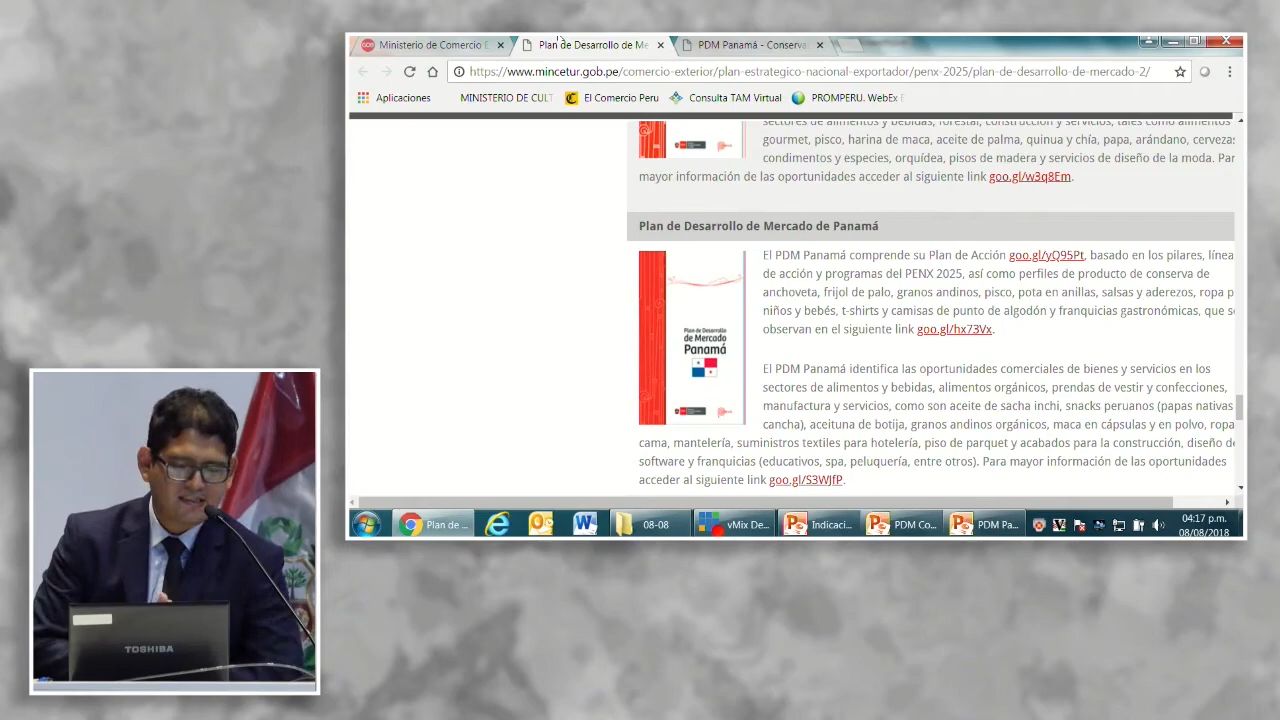 Ministerio de Comercio E
Plan de Desarrollo de Me
PDM Panamá - Conserva
https://www.mincetur.gob.pe/comercio-exterior/plan-estrategico-nacional-exportador/penx-2025/plan-de-desarrollo-de-mercado-2/
Aplicaciones MINISTERIO DE CULT El Comercio Peru Consulta TAM Virtual PROMPERU. WebEx E
sectores de alimentos y bebidas, forestal, construcción y servicios, tales como alimentos
gourmet, pisco, harina de maca, aceite de palma, quinua y chía, papa, arándano, cerveza
condimentos y especies, orquídea, pisos de madera y servicios de diseño de la moda. Par
mayor información de las oportunidades acceder al siguiente link goo.gl/w3q8Em.
Plan de Desarrollo de Mercado de Panamá
El PDM Panamá comprende su Plan de Acción goo.gl/yQ95Pt, basado en los pilares, línea
de acción y programas del PENX 2025, así como perfiles de producto de conserva de
anchoveta, frijol de palo, granos andinos, pisco, pota en anillas, salsas y aderezos, ropa p
niños y bebés, t-shirts y camisas de punto de algodón y franquicias gastronómicas, que se
observan en el siguiente link goo.gl/hx73Vx.
Plan de Desarrollo
de Mercado
Panamá
El PDM Panamá identifica las oportunidades comerciales de bienes y servicios en los
sectores de alimentos y bebidas, alimentos orgánicos, prendas de vestir y confecciones,
manufactura y servicios, como son aceite de sacha inchi, snacks peruanos (papas nativas
cancha), aceituna de botija, granos andinos orgánicos, maca en cápsulas y en polvo, ropa
cama, mantelería, suministros textiles para hotelería, piso de parquet y acabados para la construcción, diseño de
software y franquicias (educativos, spa, peluquería, entre otros). Para mayor información de las oportunidades
acceder al siguiente link goo.gl/S3WJfP.
Plan de ... 08-08 vMix De... Indicaci... PDM Co... PDM Pa...
04:17 p.m.
08/08/2018
TOSHIBA